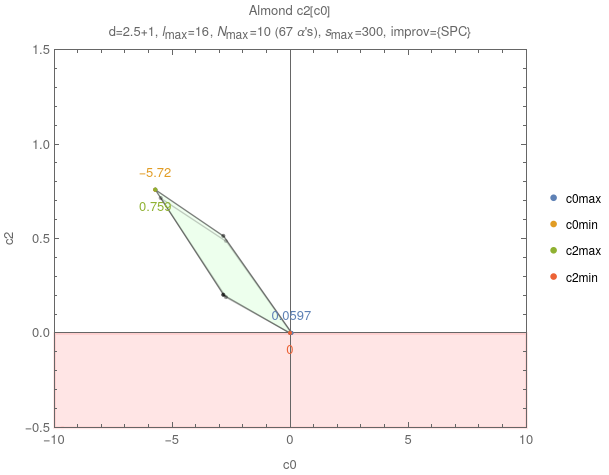 Almond c2[c0]
d=2.5+1, lmax=16, Nmax=10 (67 α's), smax=300, improv={SPC}
1.5
1.0
−5.72
c0max
0.759
c0min
c2
0.5
c2max
c2min
0.0597
0.0
0
−0.5
−10
−5
0
5
10
c0